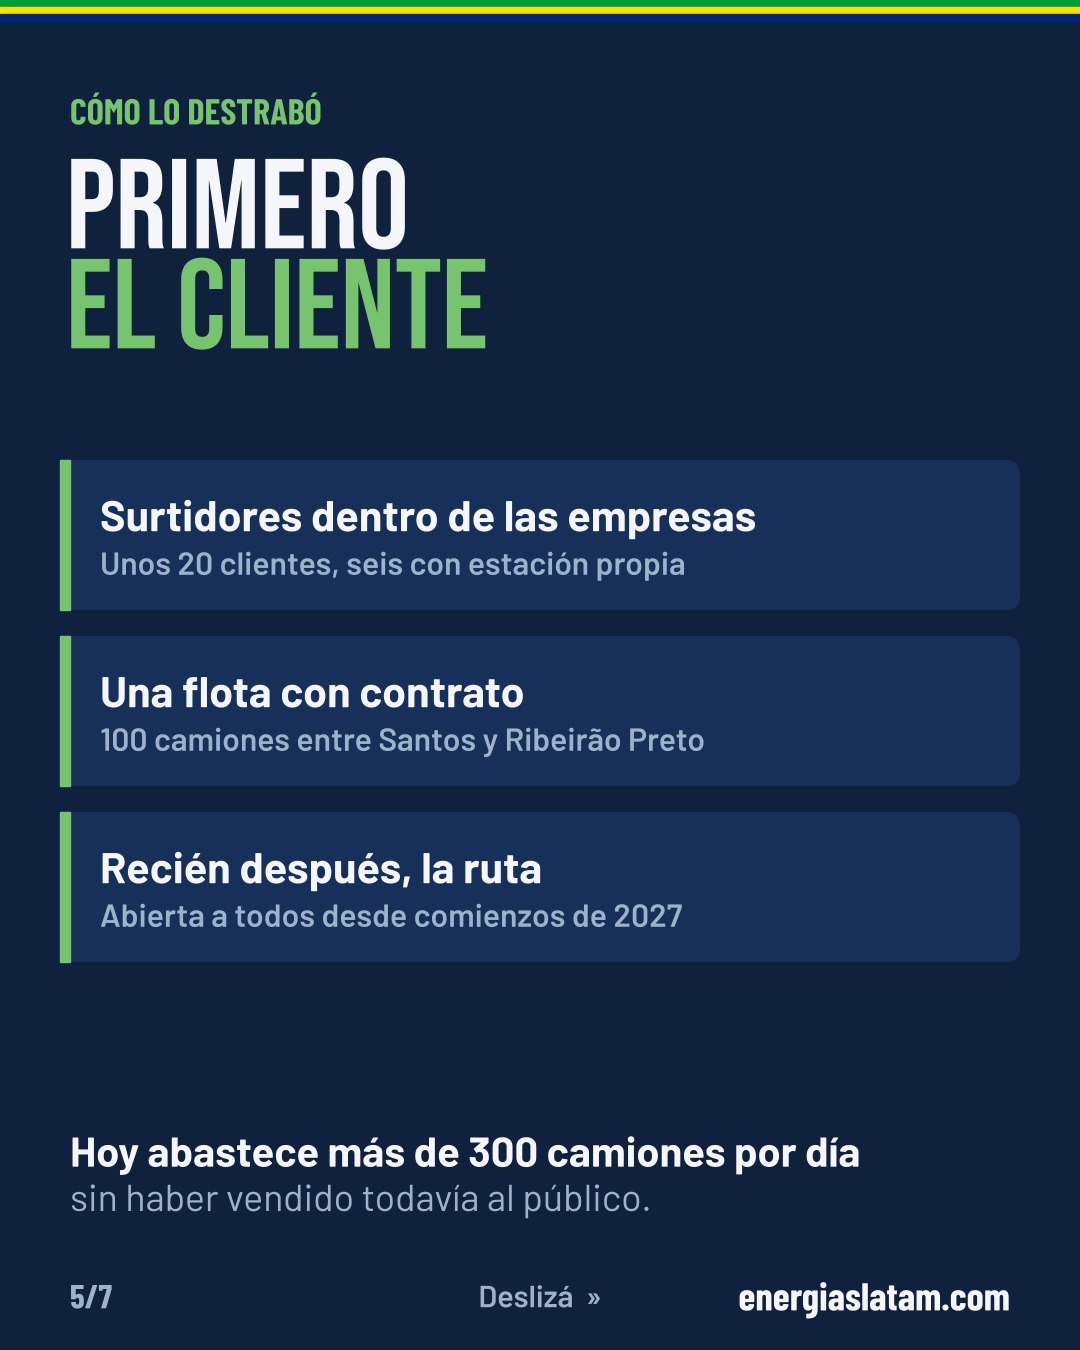 CÓMO LO DESTRABÓ
PRIMERO
EL CLIENTE
Surtidores dentro de las empresas
Unos 20 clientes, seis con estación propia
Una flota con contrato
100 camiones entre Santos y Ribeirão Preto
Recién después, la ruta
Abierta a todos desde comienzos de 2027
Hoy abastece más de 300 camiones por día
sin haber vendido todavía al público.
5/7
Deslizá »
energiaslatam.com